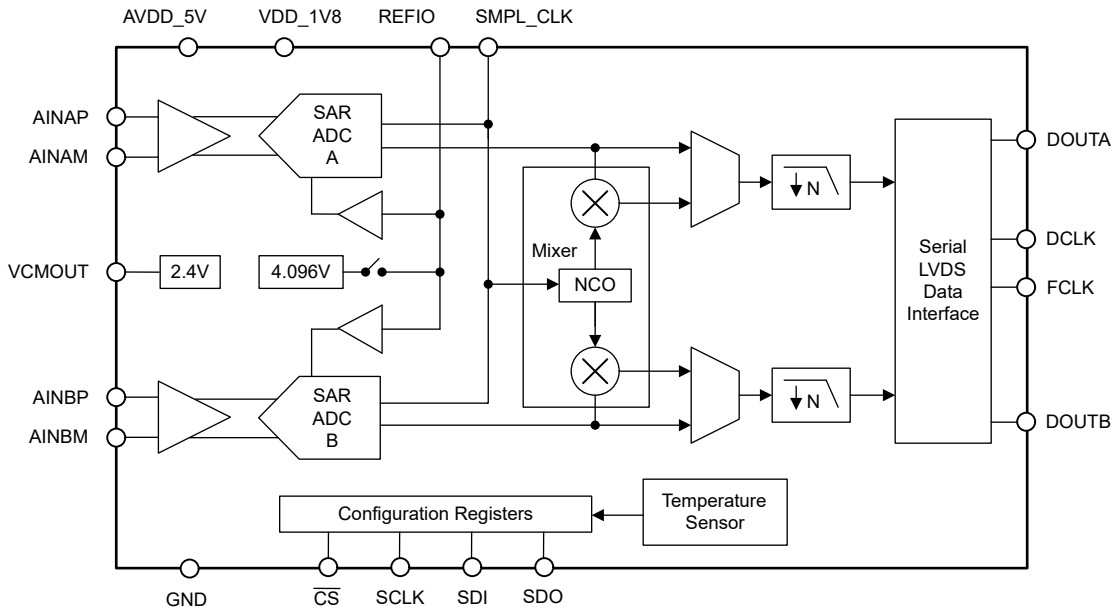 AVDD_5V
VDD_1V8
REFIO
SMPL_CLK
AINAP
AINAM
SAR
ADC
A
DOUTA
N
Mixer
VCMOUT
2.4V
4.096V
NCO
Serial
LVDS
Data
Interface
DCLK
FCLK
AINBP
AINBM
SAR
ADC
B
N
DOUTB
Configuration Registers
Temperature
Sensor
GND
CS
SCLK
SDI
SDO